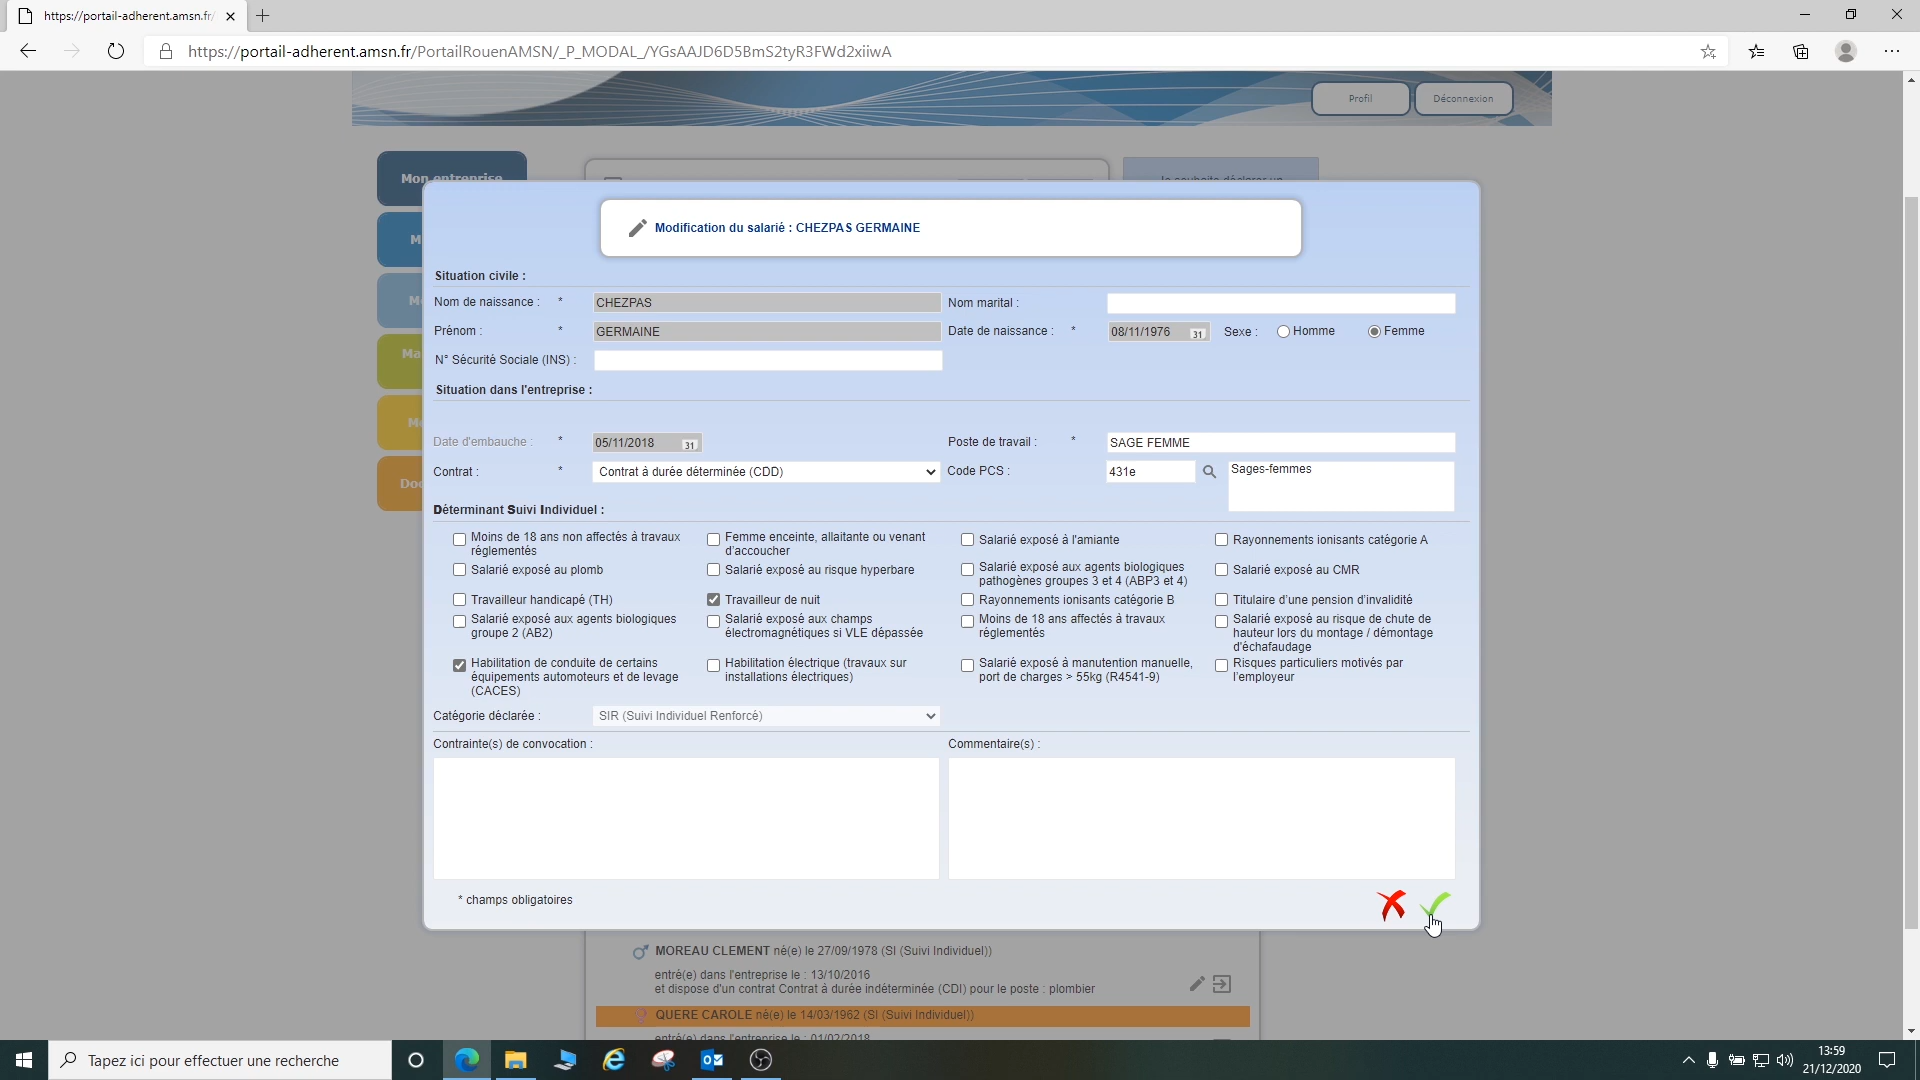 https://portail-adherent.amsn.fr/
https://portail-adherent.amsn.fr/PortailRouenAMSN/_P_MODAL_/YGsAAJD6D5BmS2tyR3FWd2xiiwA
Profil
Déconnexion
Mon entreprise
Modification du salarié : CHEZPAS GERMAINE
Situation civile :
Nom de naissance : * CHEZPAS Nom marital :
Prénom : * GERMAINE Date de naissance : * 08/11/1976 31 Sexe : Homme Femme
N° Sécurité Sociale (INS) :
Situation dans l'entreprise :
Date d'embauche : * 05/11/2018 31 Poste de travail : * SAGE FEMME
Contrat : * Contrat à durée déterminée (CDD) Code PCS : 431e Sages-femmes
Déterminant Suivi Individuel :
Moins de 18 ans non affectés à travaux réglementés
Femme enceinte, allaitante ou venant d'accoucher
Salarié exposé à l'amiante
Rayonnements ionisants catégorie A
Salarié exposé au plomb
Salarié exposé au risque hyperbare
Salarié exposé aux agents biologiques pathogènes groupes 3 et 4 (ABP3 et 4)
Salarié exposé au CMR
Travailleur handicapé (TH)
Travailleur de nuit
Rayonnements ionisants catégorie B
Titulaire d'une pension d'invalidité
Salarié exposé aux agents biologiques groupe 2 (AB2)
Salarié exposé aux champs électromagnétiques si VLE dépassée
Moins de 18 ans affectés à travaux réglementés
Salarié exposé au risque de chute de hauteur lors du montage / démontage d'échafaudage
Habilitation de conduite de certains équipements automoteurs et de levage (CACES)
Habilitation électrique (travaux sur installations électriques)
Salarié exposé à manutention manuelle, port de charges > 55kg (R4541-9)
Risques particuliers motivés par l'employeur
Catégorie déclarée : SIR (Suivi Individuel Renforcé)
Contrainte(s) de convocation :
Commentaire(s) :
* champs obligatoires
MOREAU CLEMENT né(e) le 27/09/1978 (SI (Suivi Individuel))
entré(e) dans l'entreprise le : 13/10/2016
et dispose d'un contrat Contrat à durée indéterminée (CDI) pour le poste : plombier
QUERE CAROLE né(e) le 14/03/1962 (SI (Suivi Individuel))
entré(e) dans l'entreprise le : 01/02/2018
Tapez ici pour effectuer une recherche
13:59
21/12/2020